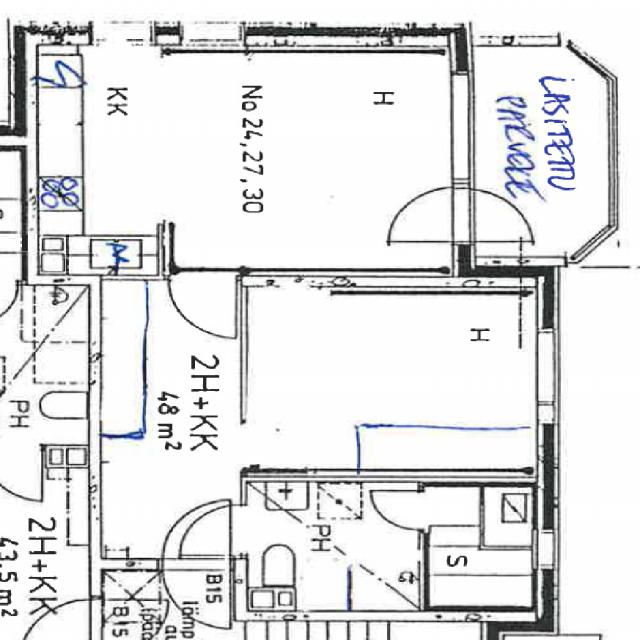 KK
No 24,27,30
H
LASITETTU
PARVEKE
H
2H+KK
48 m²
PH
PH
S
2H+KK
43.5 m²
B15
B15